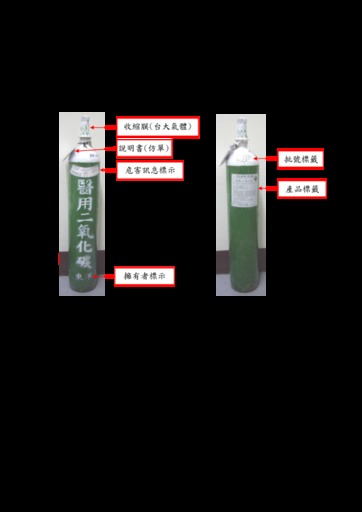 收縮膜(台大氣體)
說明書(仿單)
危害訊息標示
醫用二氧化碳
擁有者標示
批號標籤
產品標籤